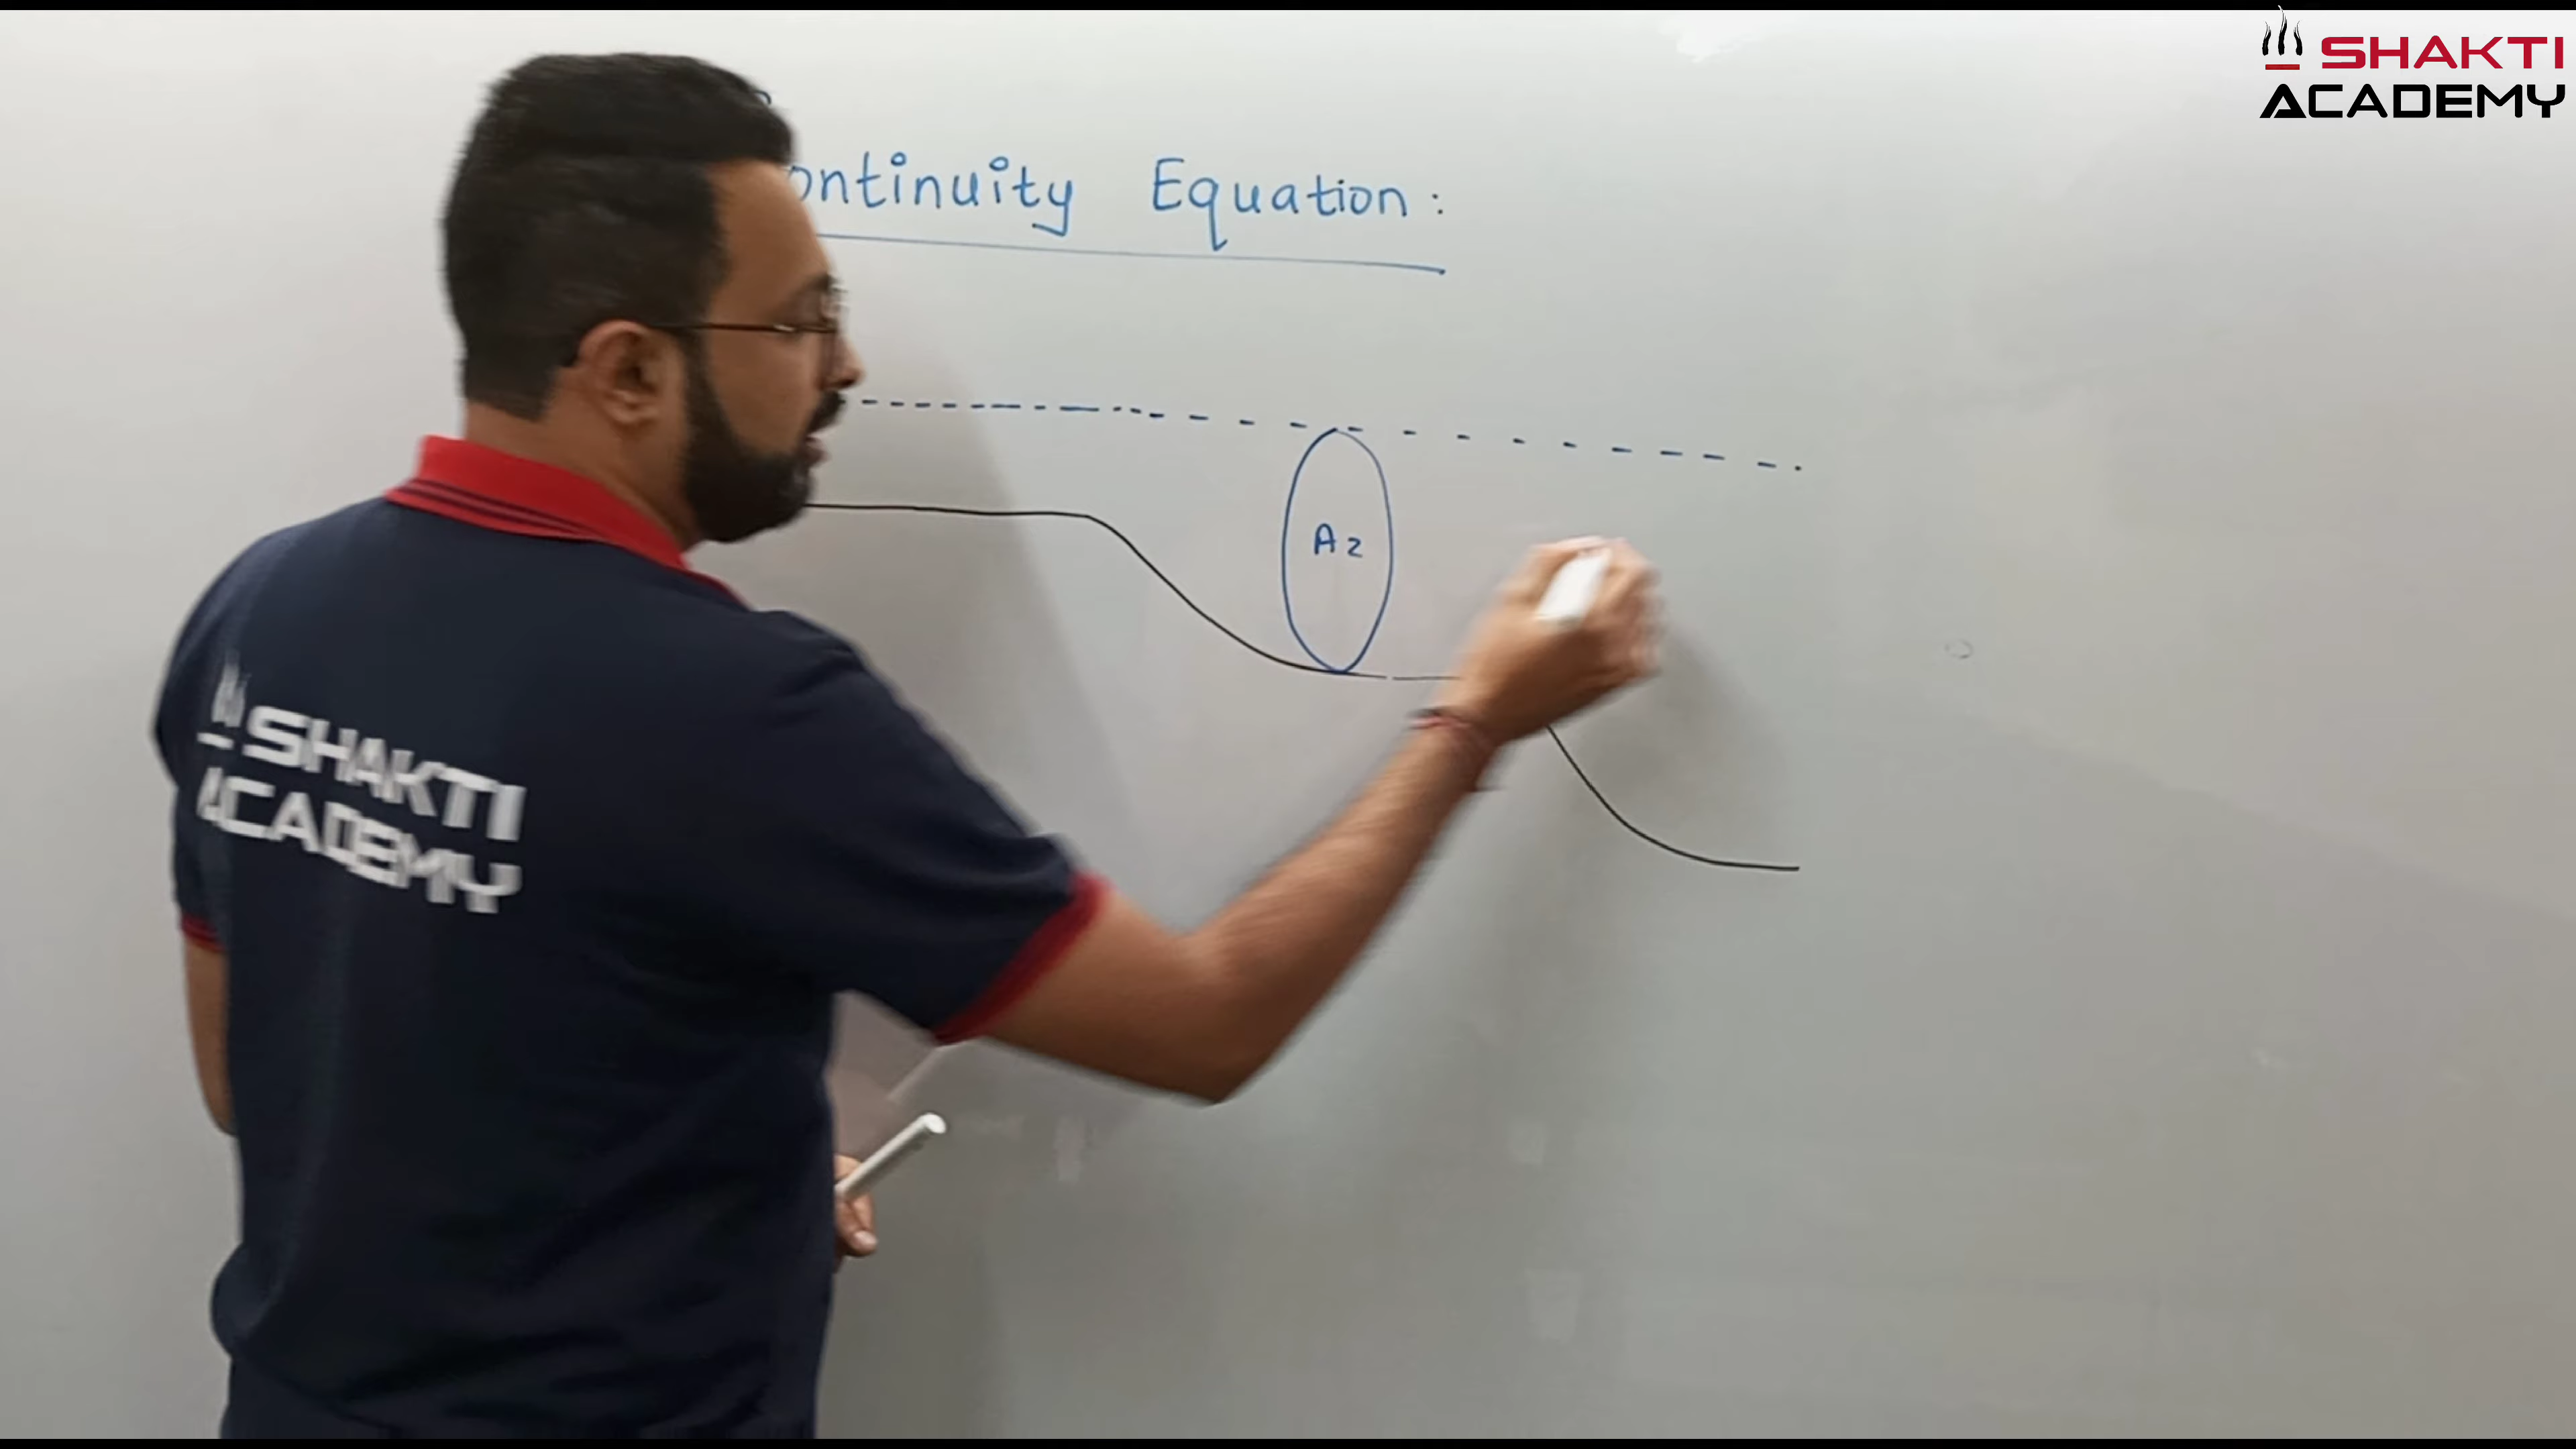 SHAKTI
ACADEMY
ontinuity Equation :
A2
SHAKTI
ACADEMY